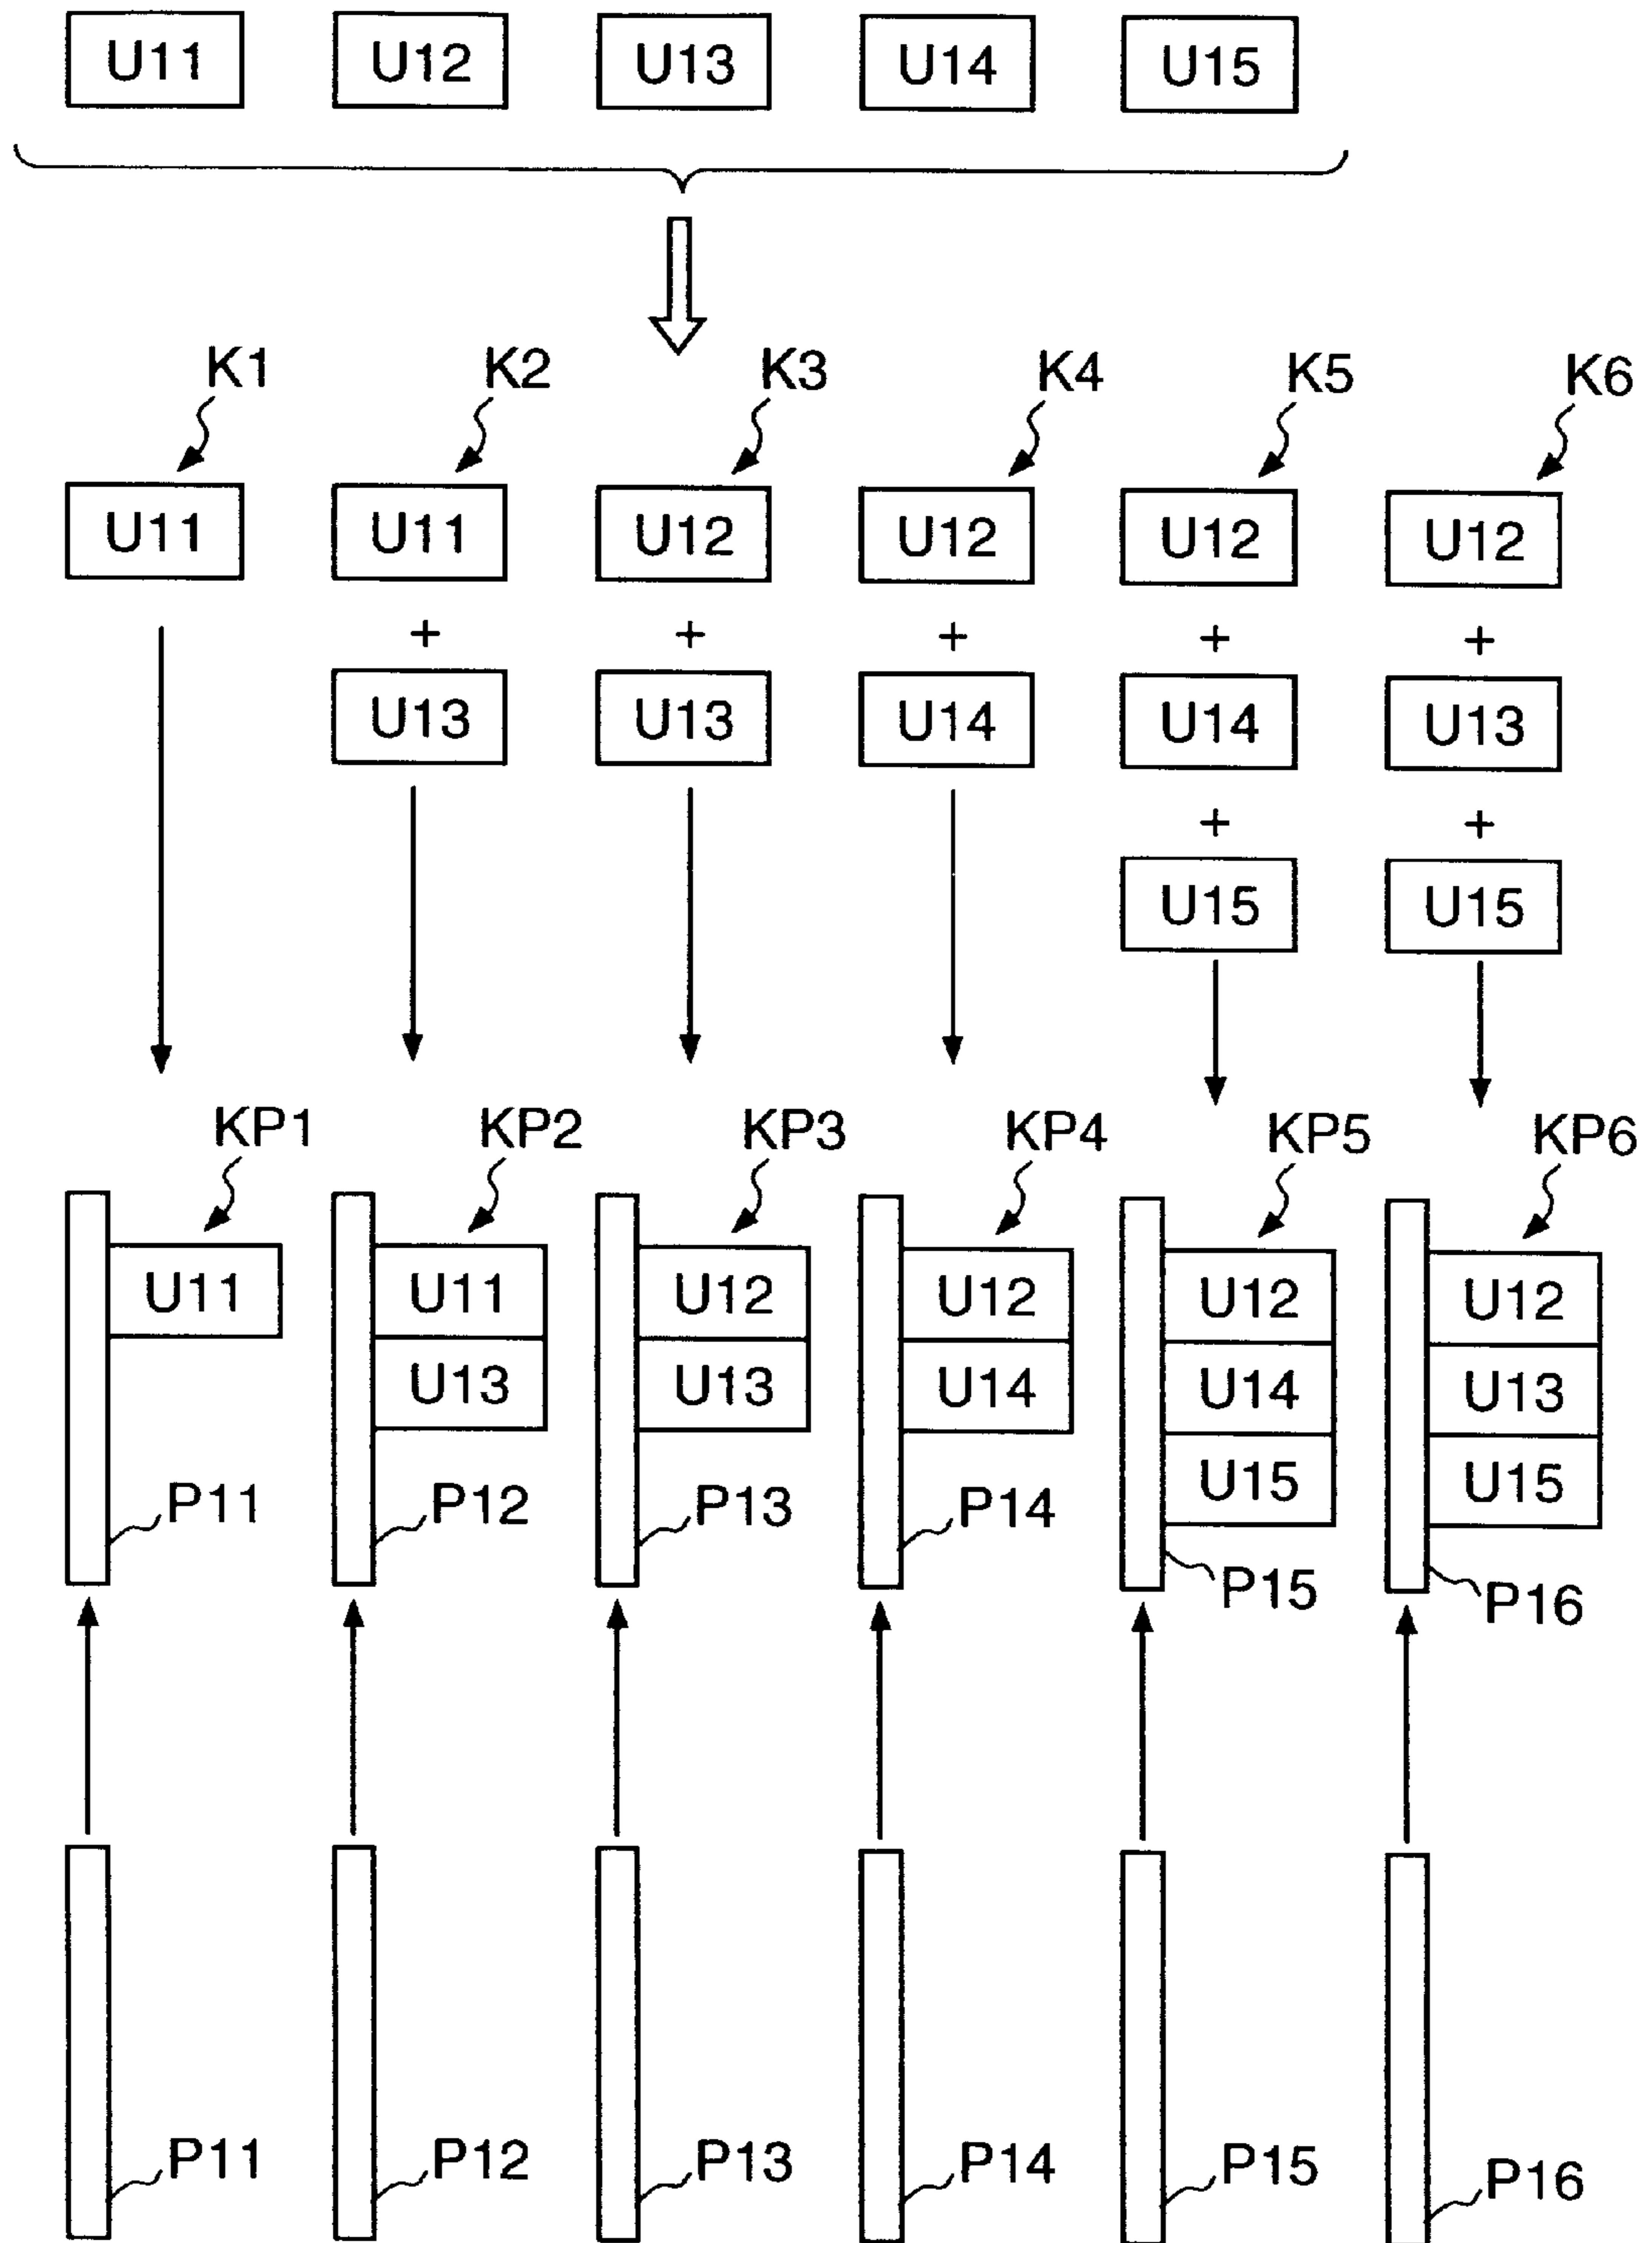 U11 U12 U13 U14 U15
K1 K2 K3 K4 K5 K6
U11 U11 U12 U12 U12 U12
+ + + + +
U13 U13 U14 U14 U13
+ +
U15 U15
KP1 KP2 KP3 KP4 KP5 KP6
U11 U11 U12 U12 U12 U12
U13 U13 U14 U14 U13
U15 U15
P11 P12 P13 P14 P15 P16
P11 P12 P13 P14 P15 P16